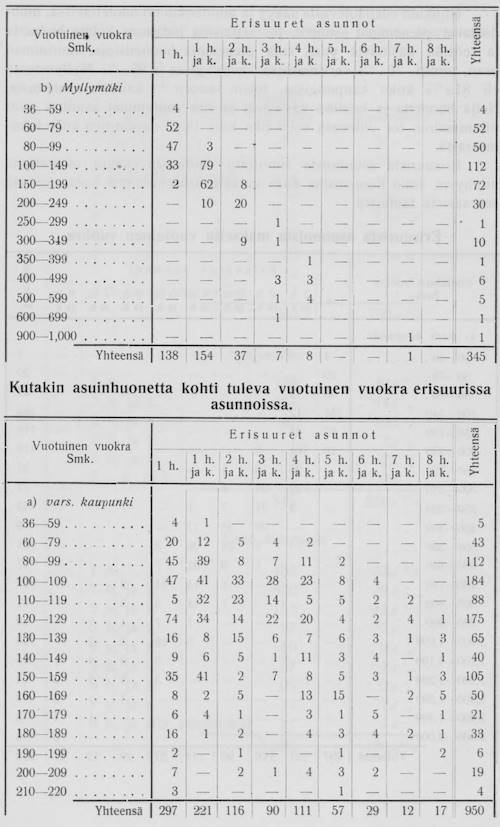 Vuotuinen vuokra Smk. Erisuuret asunnot Yhteensä
1 h. 1 h. ja k. 2 h. ja k. 3 h. ja k. 4 h. ja k. 5 h. ja k. 6 h. ja k. 7 h. ja k. 8 h. ja k.
b) Myllymäki
36—59 . . . . . . . . . 4 — — — — — — — — 4
60—79 . . . . . . . . . 52 — — — — — — — — 52
80—99 . . . . . . . . . 47 3 — — — — — — — 50
100—149 . . . . . . . . 33 79 — — — — — — — 112
150—199 . . . . . . . . 2 62 8 — — — — — — 72
200—249 . . . . . . . . — 10 20 — — — — — — 30
250—299 . . . . . . . . — — — 1 — — — — — 1
300—349 . . . . . . . . — — 9 1 — — — — — 10
350—399 . . . . . . . . — — — — 1 — — — — 1
400—499 . . . . . . . . — — — 3 3 — — — — 6
500—599 . . . . . . . . — — — 1 4 — — — — 5
600—699 . . . . . . . . — — — 1 — — — — — 1
900—1,000 . . . . . . . — — — — — — — 1 — 1
Yhteensä 138 154 37 7 8 — — 1 — 345
Kutakin asuinhuonetta kohti tuleva vuotuinen vuokra erisuurissa
asunnoissa.
Vuotuinen vuokra Smk. Erisuuret asunnot Yhteensä
1 h. 1 h. ja k. 2 h. ja k. 3 h. ja k. 4 h. ja k. 5 h. ja k. 6 h. ja k. 7 h. ja k. 8 h. ja k.
a) vars. kaupunki
36—59 . . . . . . . . . 4 1 — — — — — — — 5
60—79 . . . . . . . . . 20 12 5 4 2 — — — — 43
80—99 . . . . . . . . . 45 39 8 7 11 2 — — — 112
100—109 . . . . . . . . 47 41 33 28 23 8 4 — — 184
110—119 . . . . . . . . 5 32 23 14 5 5 2 2 — 88
120—129 . . . . . . . . 74 34 14 22 20 4 2 4 1 175
130—139 . . . . . . . . 16 8 15 6 7 6 3 1 3 65
140—149 . . . . . . . . 9 6 5 1 11 3 4 — 1 40
150—159 . . . . . . . . 35 41 2 7 8 5 3 1 3 105
160—169 . . . . . . . . 8 2 5 — 13 15 — 2 5 50
170—179 . . . . . . . . 6 4 1 — 3 1 5 — 1 21
180—189 . . . . . . . . 16 1 2 — 4 3 4 2 1 33
190—199 . . . . . . . . 2 — 1 — — 1 — — 2 6
200—209 . . . . . . . . 7 — 2 1 4 3 2 — — 19
210—220 . . . . . . . . 3 — — — — 1 — — — 4
Yhteensä 297 221 116 90 111 57 29 12 17 950